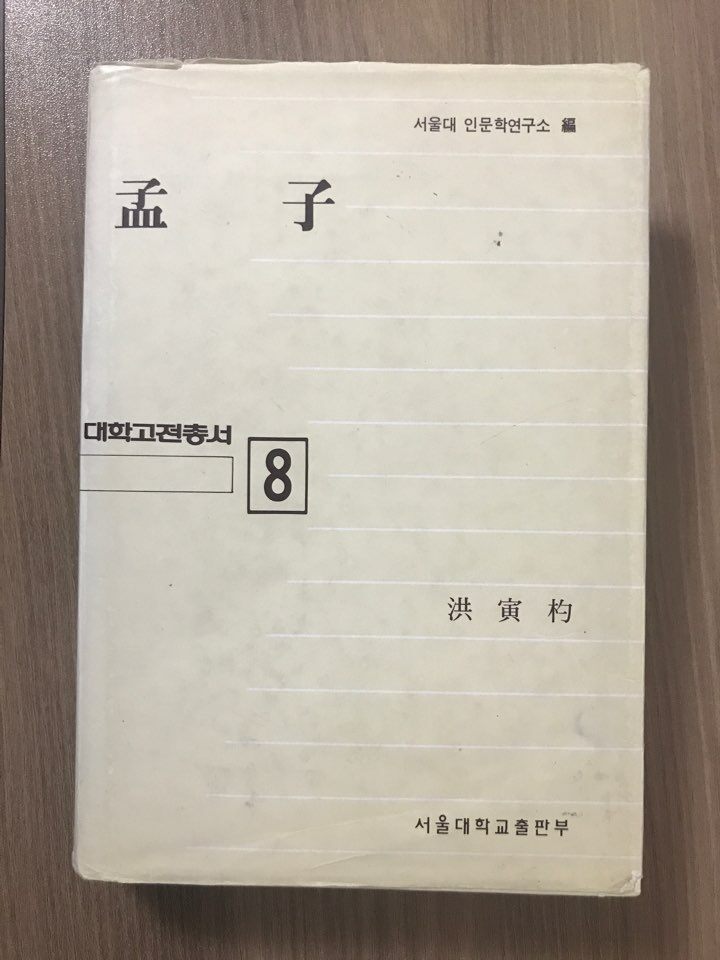 서울대 인문학연구소 編
孟 子
대학고전총서
8
洪 寅 杓
서울대학교출판부